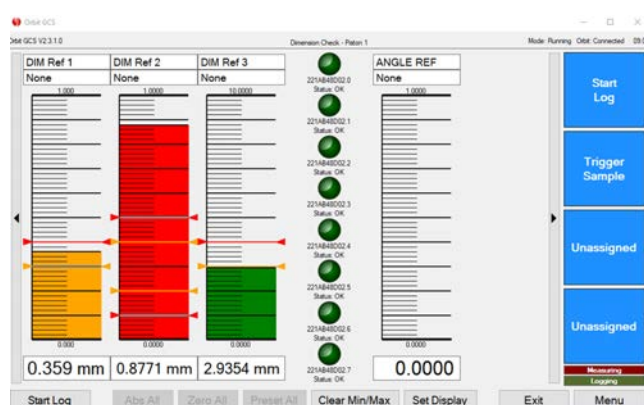 Orbit GCS
Orbit GCS V2.3.1.0
Dimension Check - Piston 1
Mode: Running Orbit: Connected 09:
DIM Ref 1
DIM Ref 2
DIM Ref 3
ANGLE REF
None
None
None
None
1.000
1.0000
10.0000
1.0000
221AB48D02.0
Status: OK
221AB48D02.1
Status: OK
221AB48D02.2
Status: OK
221AB48D02.3
Status: OK
221AB48D02.4
Status: OK
221AB48D02.5
Status: OK
221AB48D02.6
Status: OK
221AB48D02.7
Status: OK
0.000
0.0000
0.0000
0.0000
0.359 mm
0.8771 mm
2.9354 mm
0.0000
Start
Log
Trigger
Sample
Unassigned
Unassigned
Measuring
Logging
Start Log
Abs All
Zero All
Preset All
Clear Min/Max
Set Display
Exit
Menu